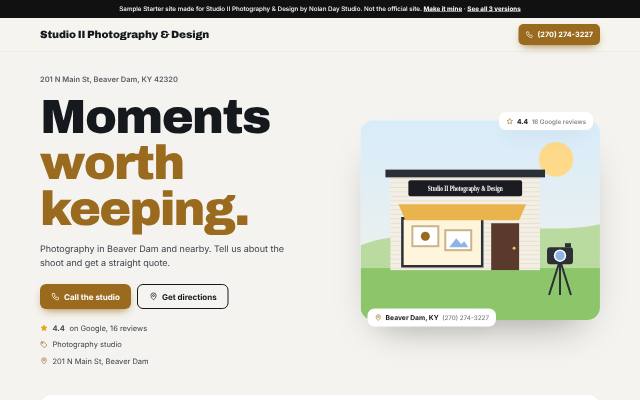 Sample Starter site made for Studio II Photography & Design by Nolan Day Studio. Not the official site. Make it mine · See all 3 versions
Studio II Photography & Design
(270) 274-3227
201 N Main St, Beaver Dam, KY 42320
Moments
worth
keeping.
Photography in Beaver Dam and nearby. Tell us about the
shoot and get a straight quote.
Call the studio
Get directions
4.4 on Google, 16 reviews
Photography studio
201 N Main St, Beaver Dam
4.4 16 Google reviews
Studio II Photography & Design
Beaver Dam, KY (270) 274-3227